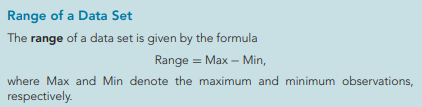 Range of a Data Set
The range of a data set is given by the formula
Range = Max − Min,
where Max and Min denote the maximum and minimum observations,
respectively.